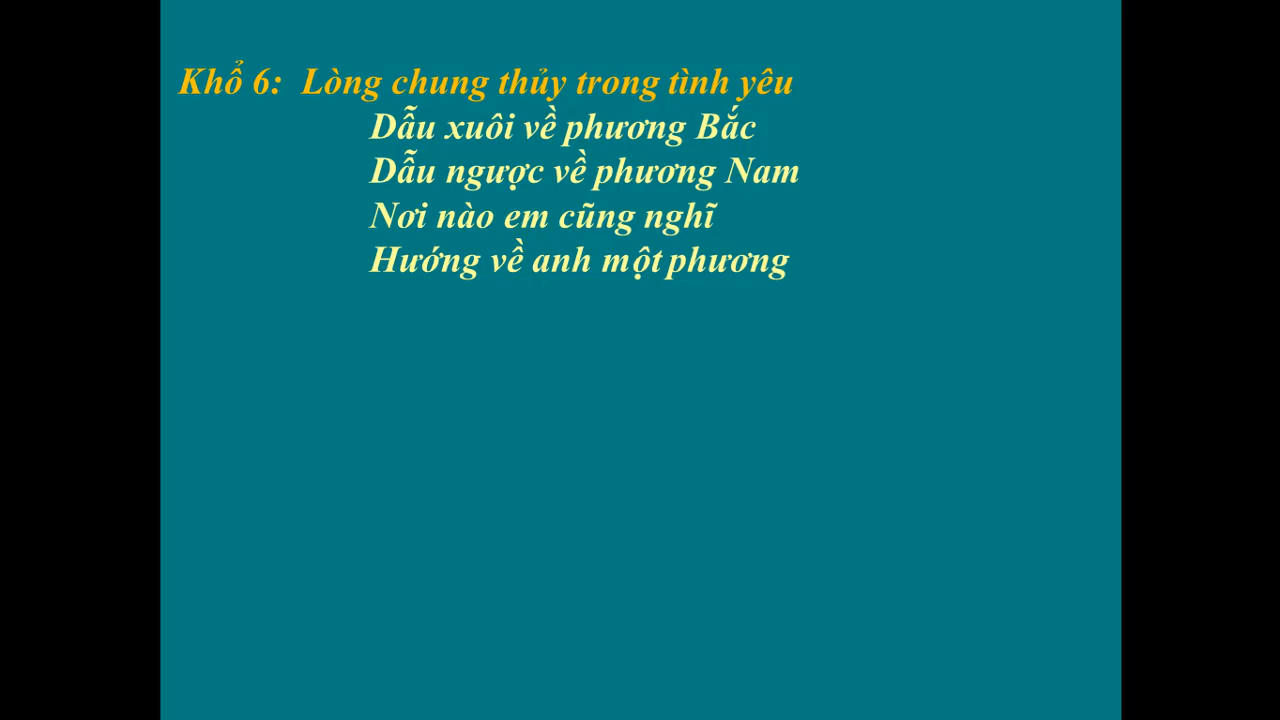 Khổ 6: Lòng chung thủy trong tình yêu
Dẫu xuôi về phương Bắc
Dẫu ngược về phương Nam
Nơi nào em cũng nghĩ
Hướng về anh một phương